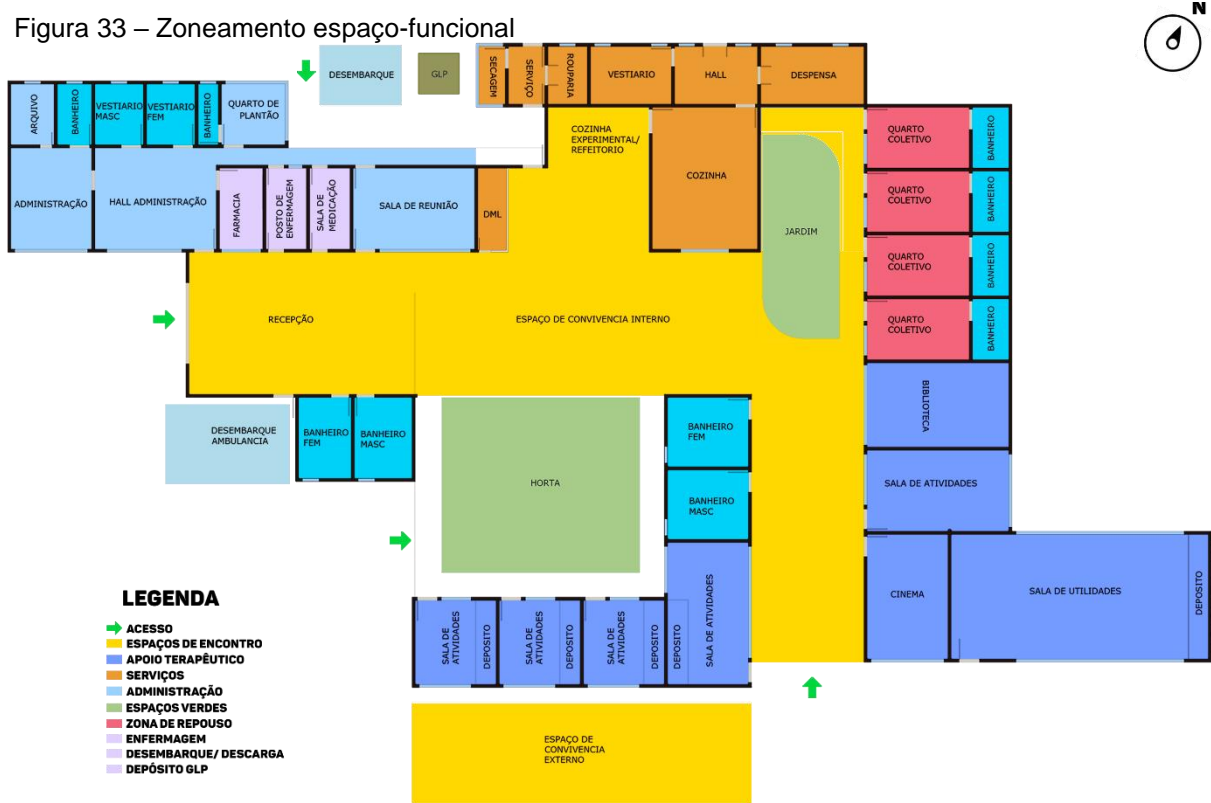 Figura 33 – Zoneamento espaço-funcional
N
DESEMBARQUE
GLP
SECAGEM
SERVIÇO
ROUPARIA
VESTIARIO
HALL
DESPENSA
ARQUIVO
BANHEIRO
VESTIARIO
MASC
VESTIARIO
FEM
BANHEIRO
QUARTO DE
PLANTÃO
COZINHA
EXPERIMENTAL/
REFEITORIO
COZINHA
QUARTO
COLETIVO
BANHEIRO
ADMINISTRAÇÃO
HALL ADMINISTRAÇÃO
FARMACIA
POSTO DE
ENFERMAGEM
SALA DE
MEDICAÇÃO
SALA DE REUNIÃO
DML
QUARTO
COLETIVO
BANHEIRO
JARDIM
QUARTO
COLETIVO
BANHEIRO
RECEPÇÃO
ESPAÇO DE CONVIVENCIA INTERNO
QUARTO
COLETIVO
BANHEIRO
BIBLIOTECA
DESEMBARQUE
AMBULANCIA
BANHEIRO
FEM
BANHEIRO
MASC
HORTA
BANHEIRO
FEM
BANHEIRO
MASC
SALA DE ATIVIDADES
CINEMA
SALA DE UTILIDADES
DEPOSITO
SALA DE
ATIVIDADES
DEPOSITO
SALA DE
ATIVIDADES
DEPOSITO
SALA DE
ATIVIDADES
DEPOSITO
DEPOSITO
SALA DE ATIVIDADES
ESPAÇO DE
CONVIVENCIA
EXTERNO
LEGENDA
ACESSO
ESPAÇOS DE ENCONTRO
APOIO TERAPÊUTICO
SERVIÇOS
ADMINISTRAÇÃO
ESPAÇOS VERDES
ZONA DE REPOUSO
ENFERMAGEM
DESEMBARQUE/ DESCARGA
DEPÓSITO GLP